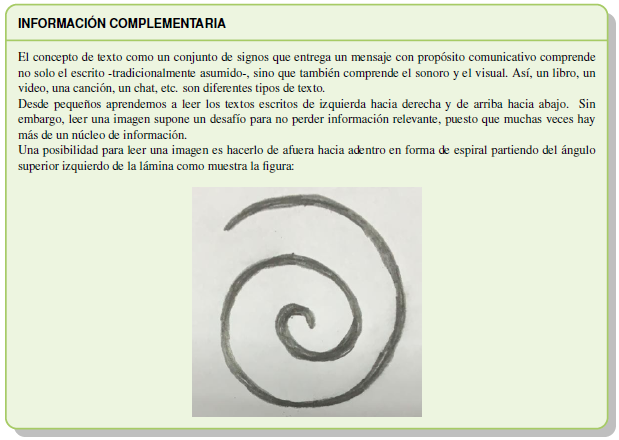 INFORMACIÓN COMPLEMENTARIA
El concepto de texto como un conjunto de signos que entrega un mensaje con propósito comunicativo comprende
no solo el escrito -tradicionalmente asumido-, sino que también comprende el sonoro y el visual. Así, un libro, un
video, una canción, un chat, etc. son diferentes tipos de texto.
Desde pequeños aprendemos a leer los textos escritos de izquierda hacia derecha y de arriba hacia abajo. Sin
embargo, leer una imagen supone un desafío para no perder información relevante, puesto que muchas veces hay
más de un núcleo de información.
Una posibilidad para leer una imagen es hacerlo de afuera hacia adentro en forma de espiral partiendo del ángulo
superior izquierdo de la lámina como muestra la figura: